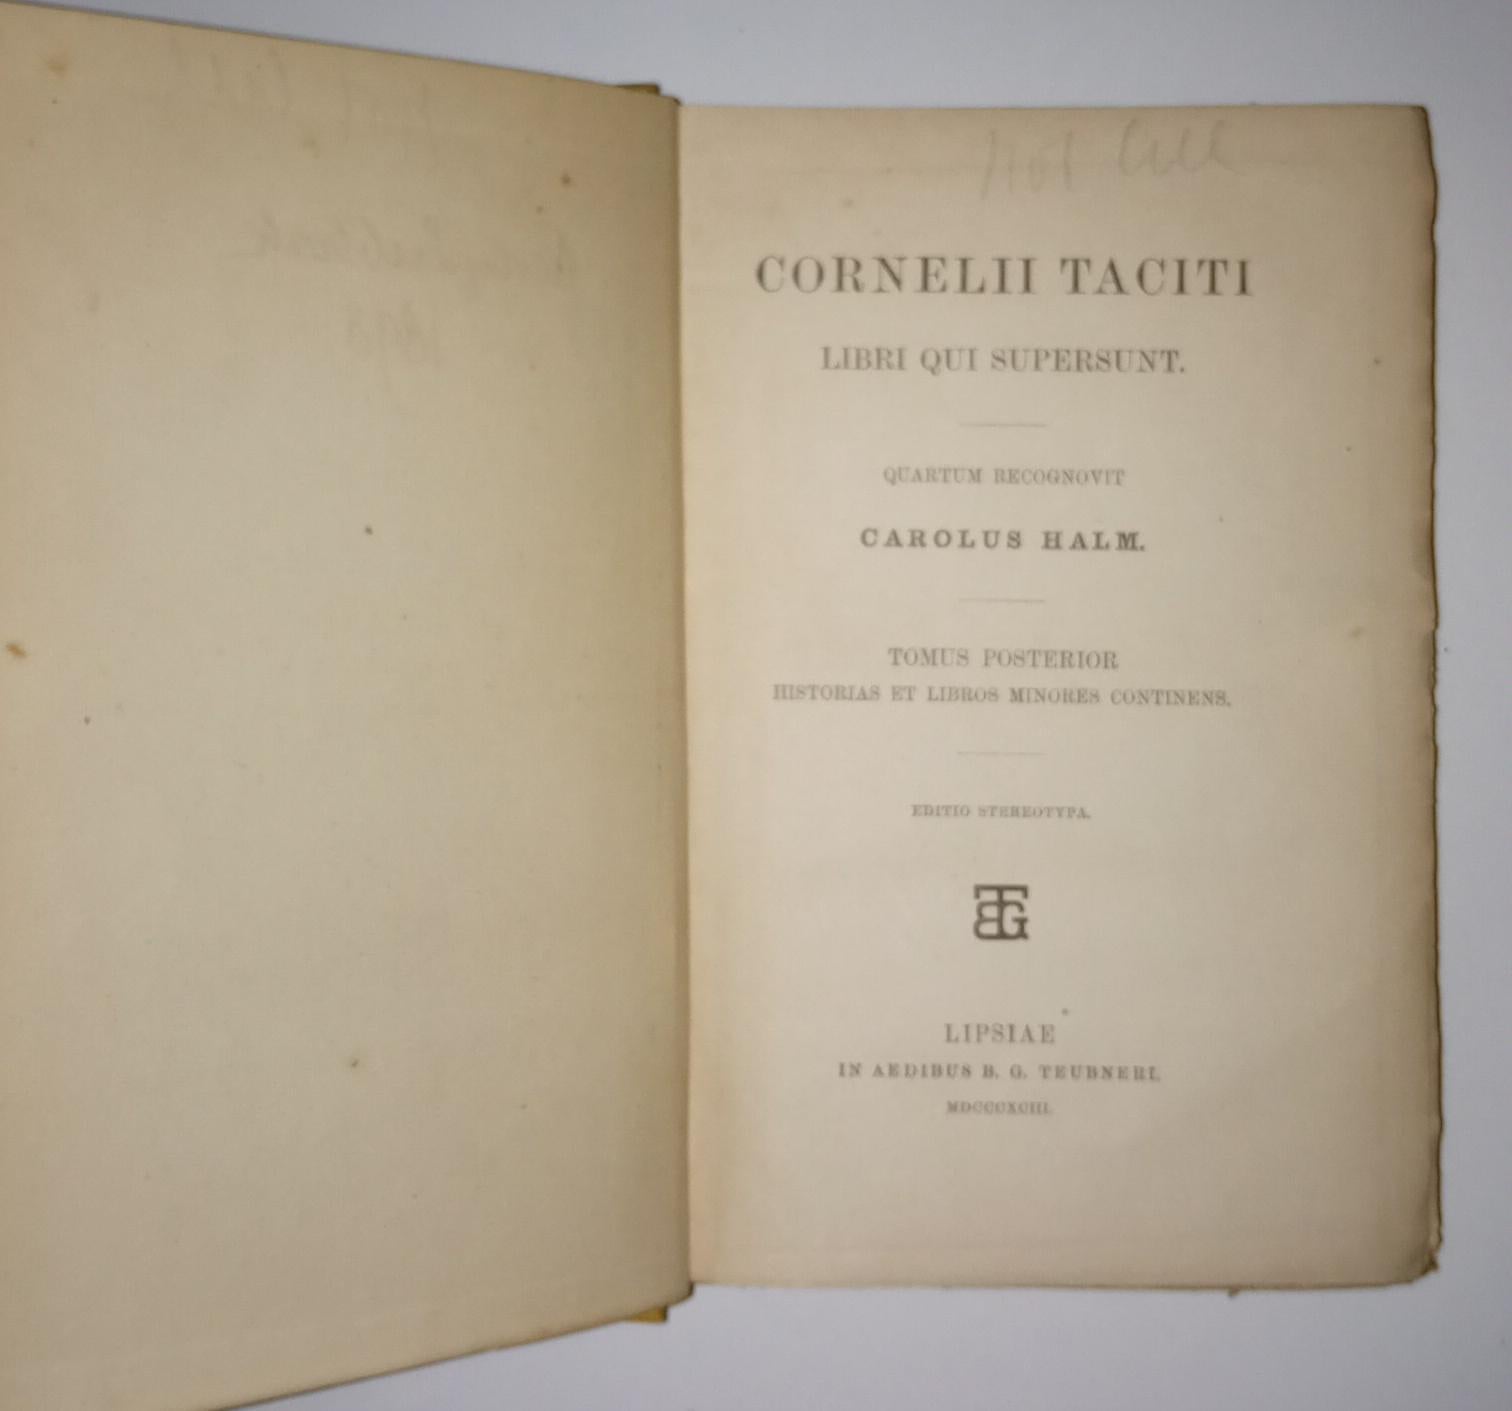 CORNELII TACITI
LIBRI QUI SUPERSUNT.
QUARTUM RECOGNOVIT
CAROLUS HALM.
TOMUS POSTERIOR
HISTORIAS ET LIBROS MINORES CONTINENS.
EDITIO STEREOTYPA.
BTG
LIPSIAE
IN AEDIBUS B. G. TEUBNERI.
MDCCCXCIII.